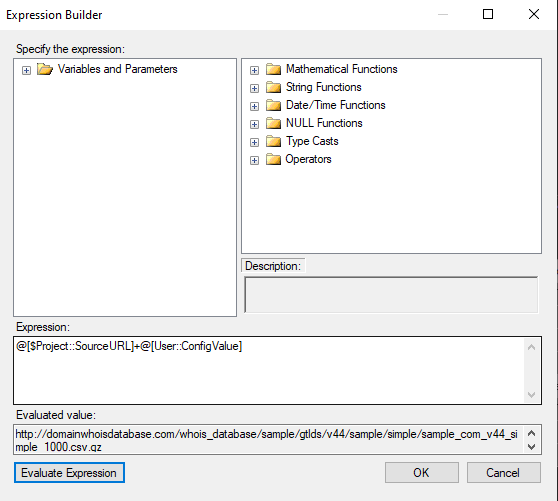 Expression Builder
Specify the expression:
Variables and Parameters
Mathematical Functions
String Functions
Date/Time Functions
NULL Functions
Type Casts
Operators
Description:
Expression:
@[$Project::SourceURL]+@[User::ConfigValue]
Evaluated value:
http://domainwhoisdatabase.com/whois_database/sample/gtlds/v44/sample/simple/sample_com_v44_si
mple_1000.csv.gz
Evaluate Expression
OK
Cancel